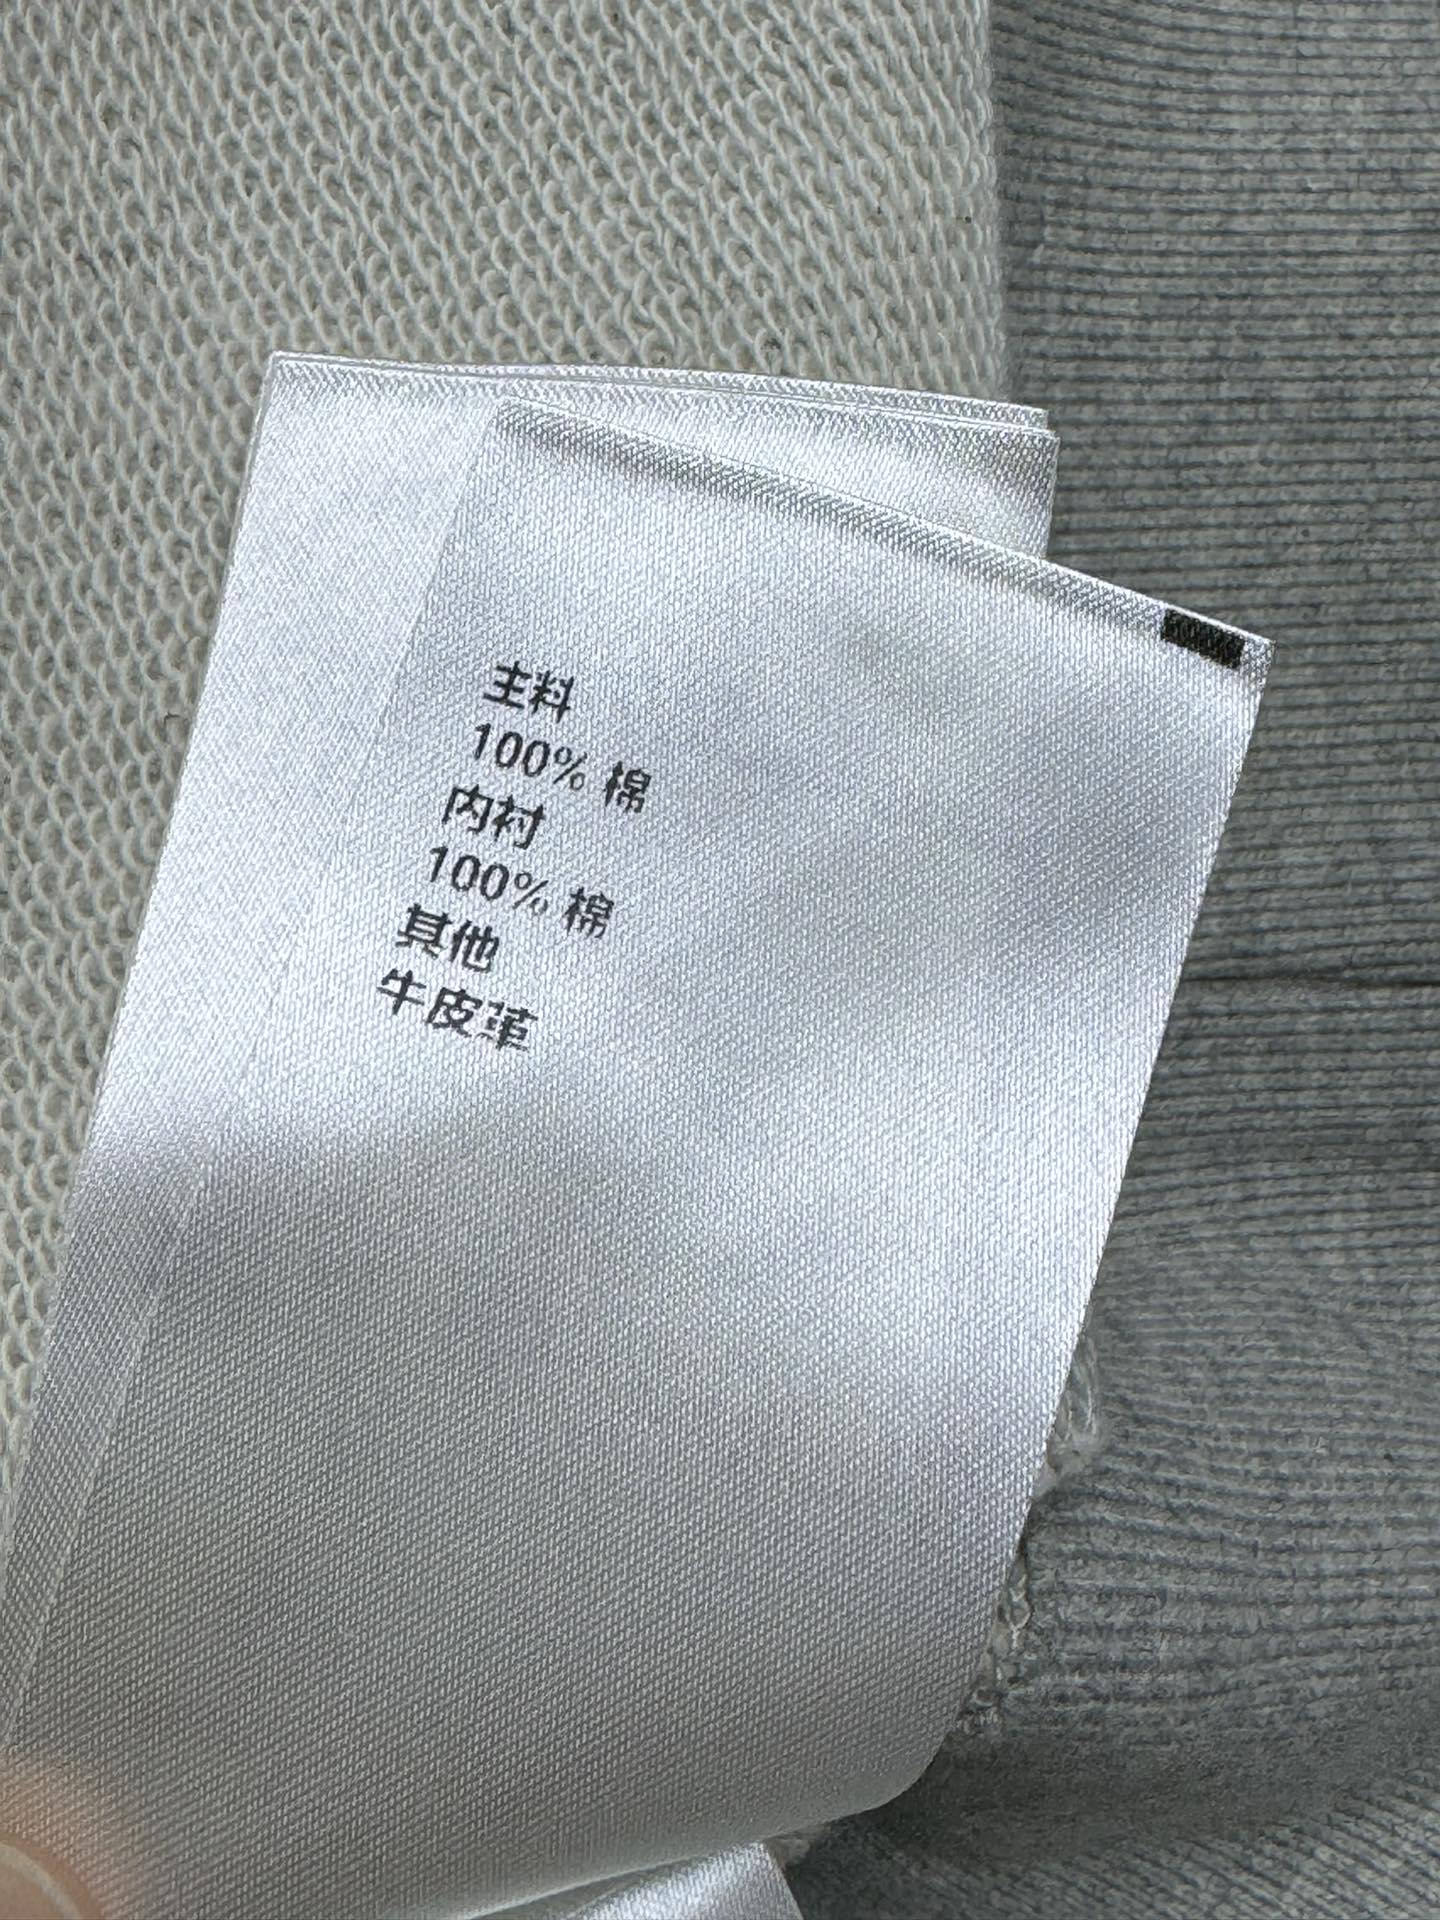 主料
100% 棉
内衬
100% 棉
其他
牛皮革